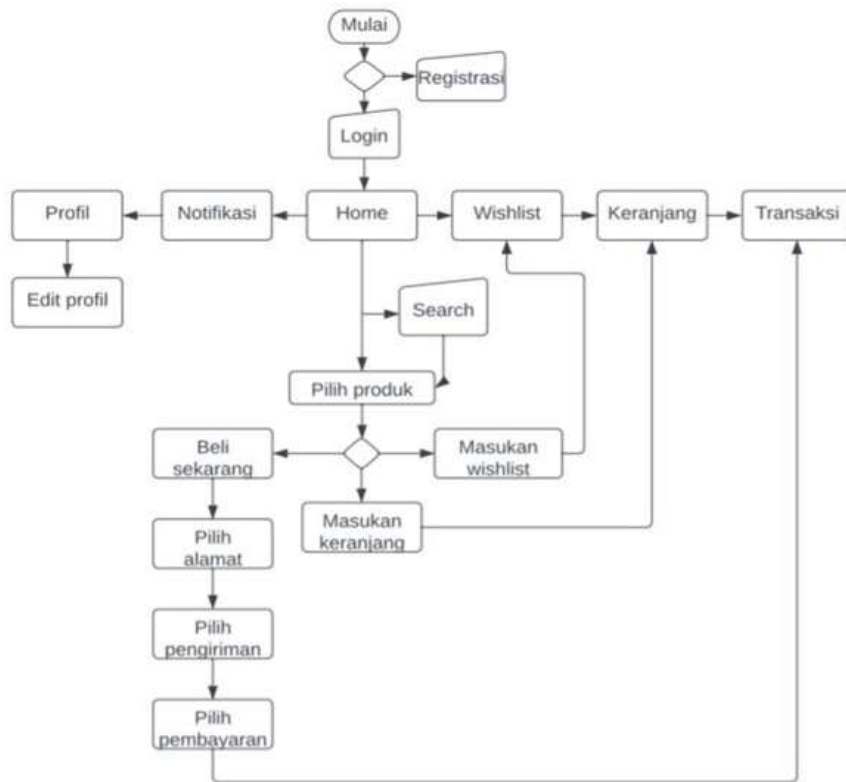 Mulai
Registrasi
Login
Profil
Notifikasi
Home
Wishlist
Keranjang
Transaksi
Edit profil
Search
Pilih produk
Beli
sekarang
Masukan
wishlist
Masukan
keranjang
Pilih
alamat
Pilih
pengiriman
Pilih
pembayaran